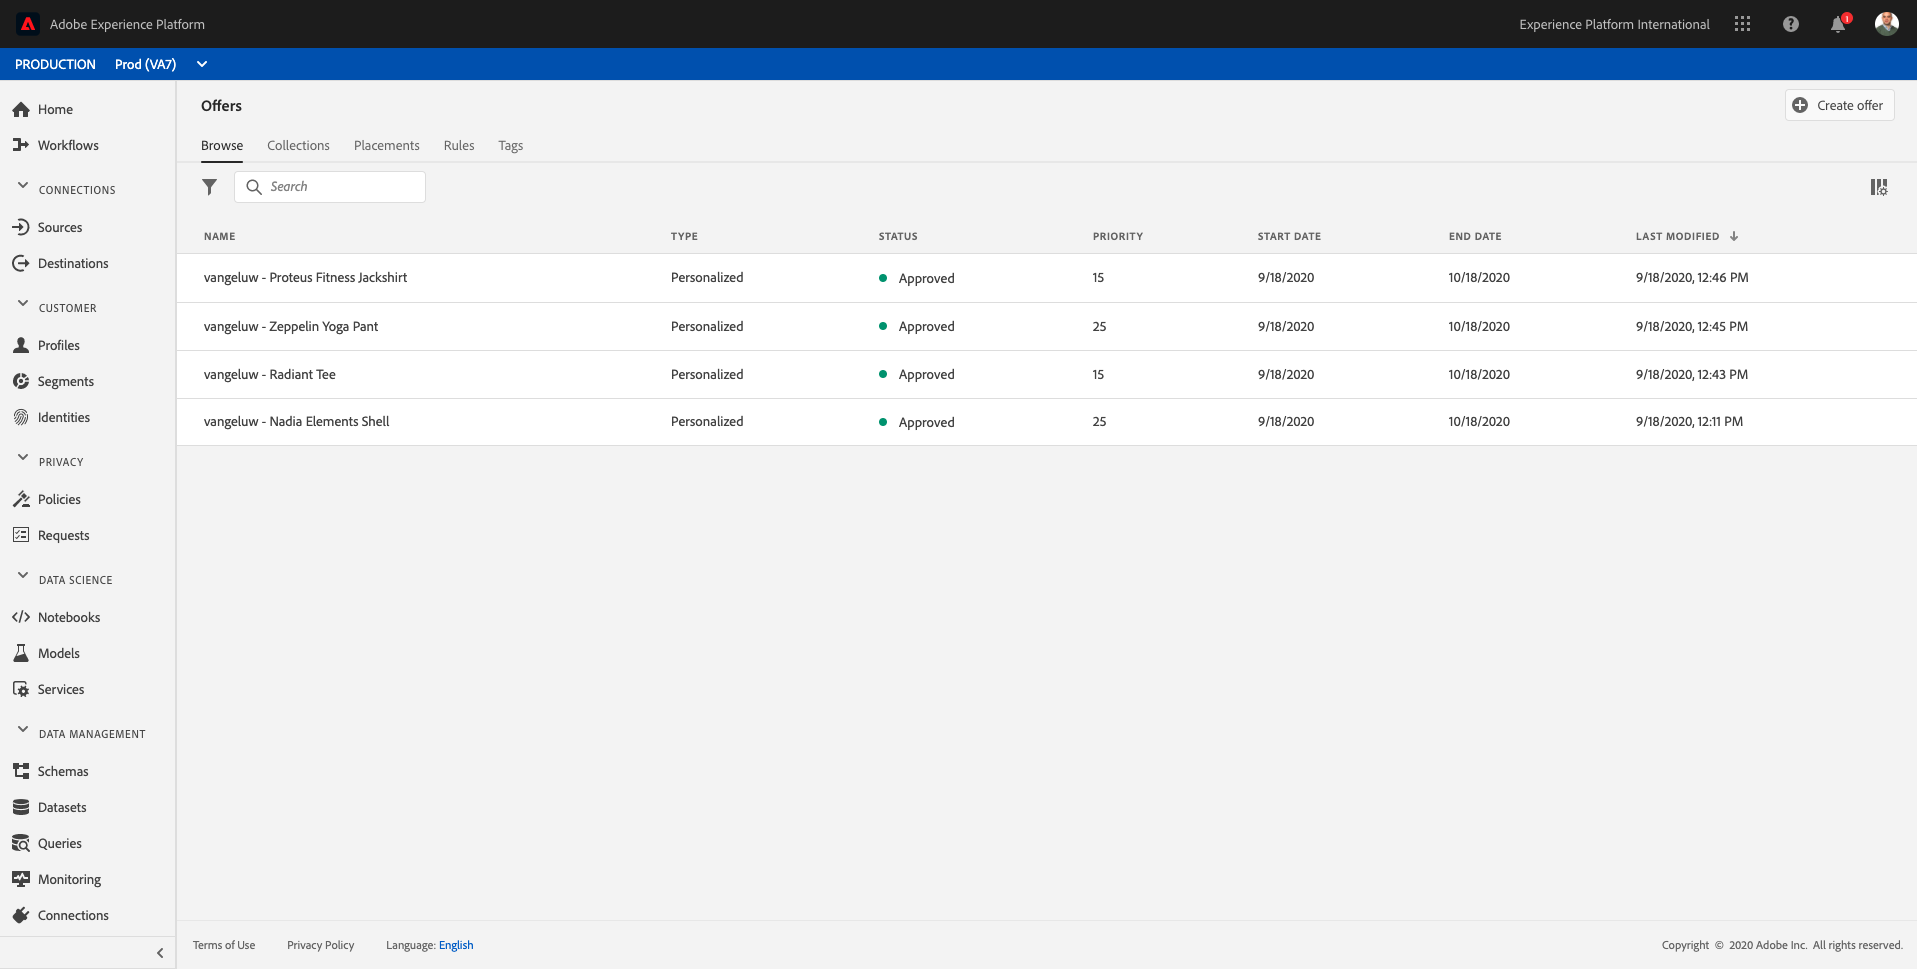 Adobe Experience Platform
Experience Platform International
1
PRODUCTION Prod (VA7)
Home
Workflows
CONNECTIONS
Sources
Destinations
CUSTOMER
Profiles
Segments
Identities
PRIVACY
Policies
Requests
DATA SCIENCE
Notebooks
Models
Services
DATA MANAGEMENT
Schemas
Datasets
Queries
Monitoring
Connections
Offers
Create offer
Browse Collections Placements Rules Tags
Search
NAME TYPE STATUS PRIORITY START DATE END DATE LAST MODIFIED
vangeluw - Proteus Fitness Jackshirt Personalized Approved 15 9/18/2020 10/18/2020 9/18/2020, 12:46 PM
vangeluw - Zeppelin Yoga Pant Personalized Approved 25 9/18/2020 10/18/2020 9/18/2020, 12:45 PM
vangeluw - Radiant Tee Personalized Approved 15 9/18/2020 10/18/2020 9/18/2020, 12:43 PM
vangeluw - Nadia Elements Shell Personalized Approved 25 9/18/2020 10/18/2020 9/18/2020, 12:11 PM
Terms of Use Privacy Policy Language: English
Copyright © 2020 Adobe Inc. All rights reserved.